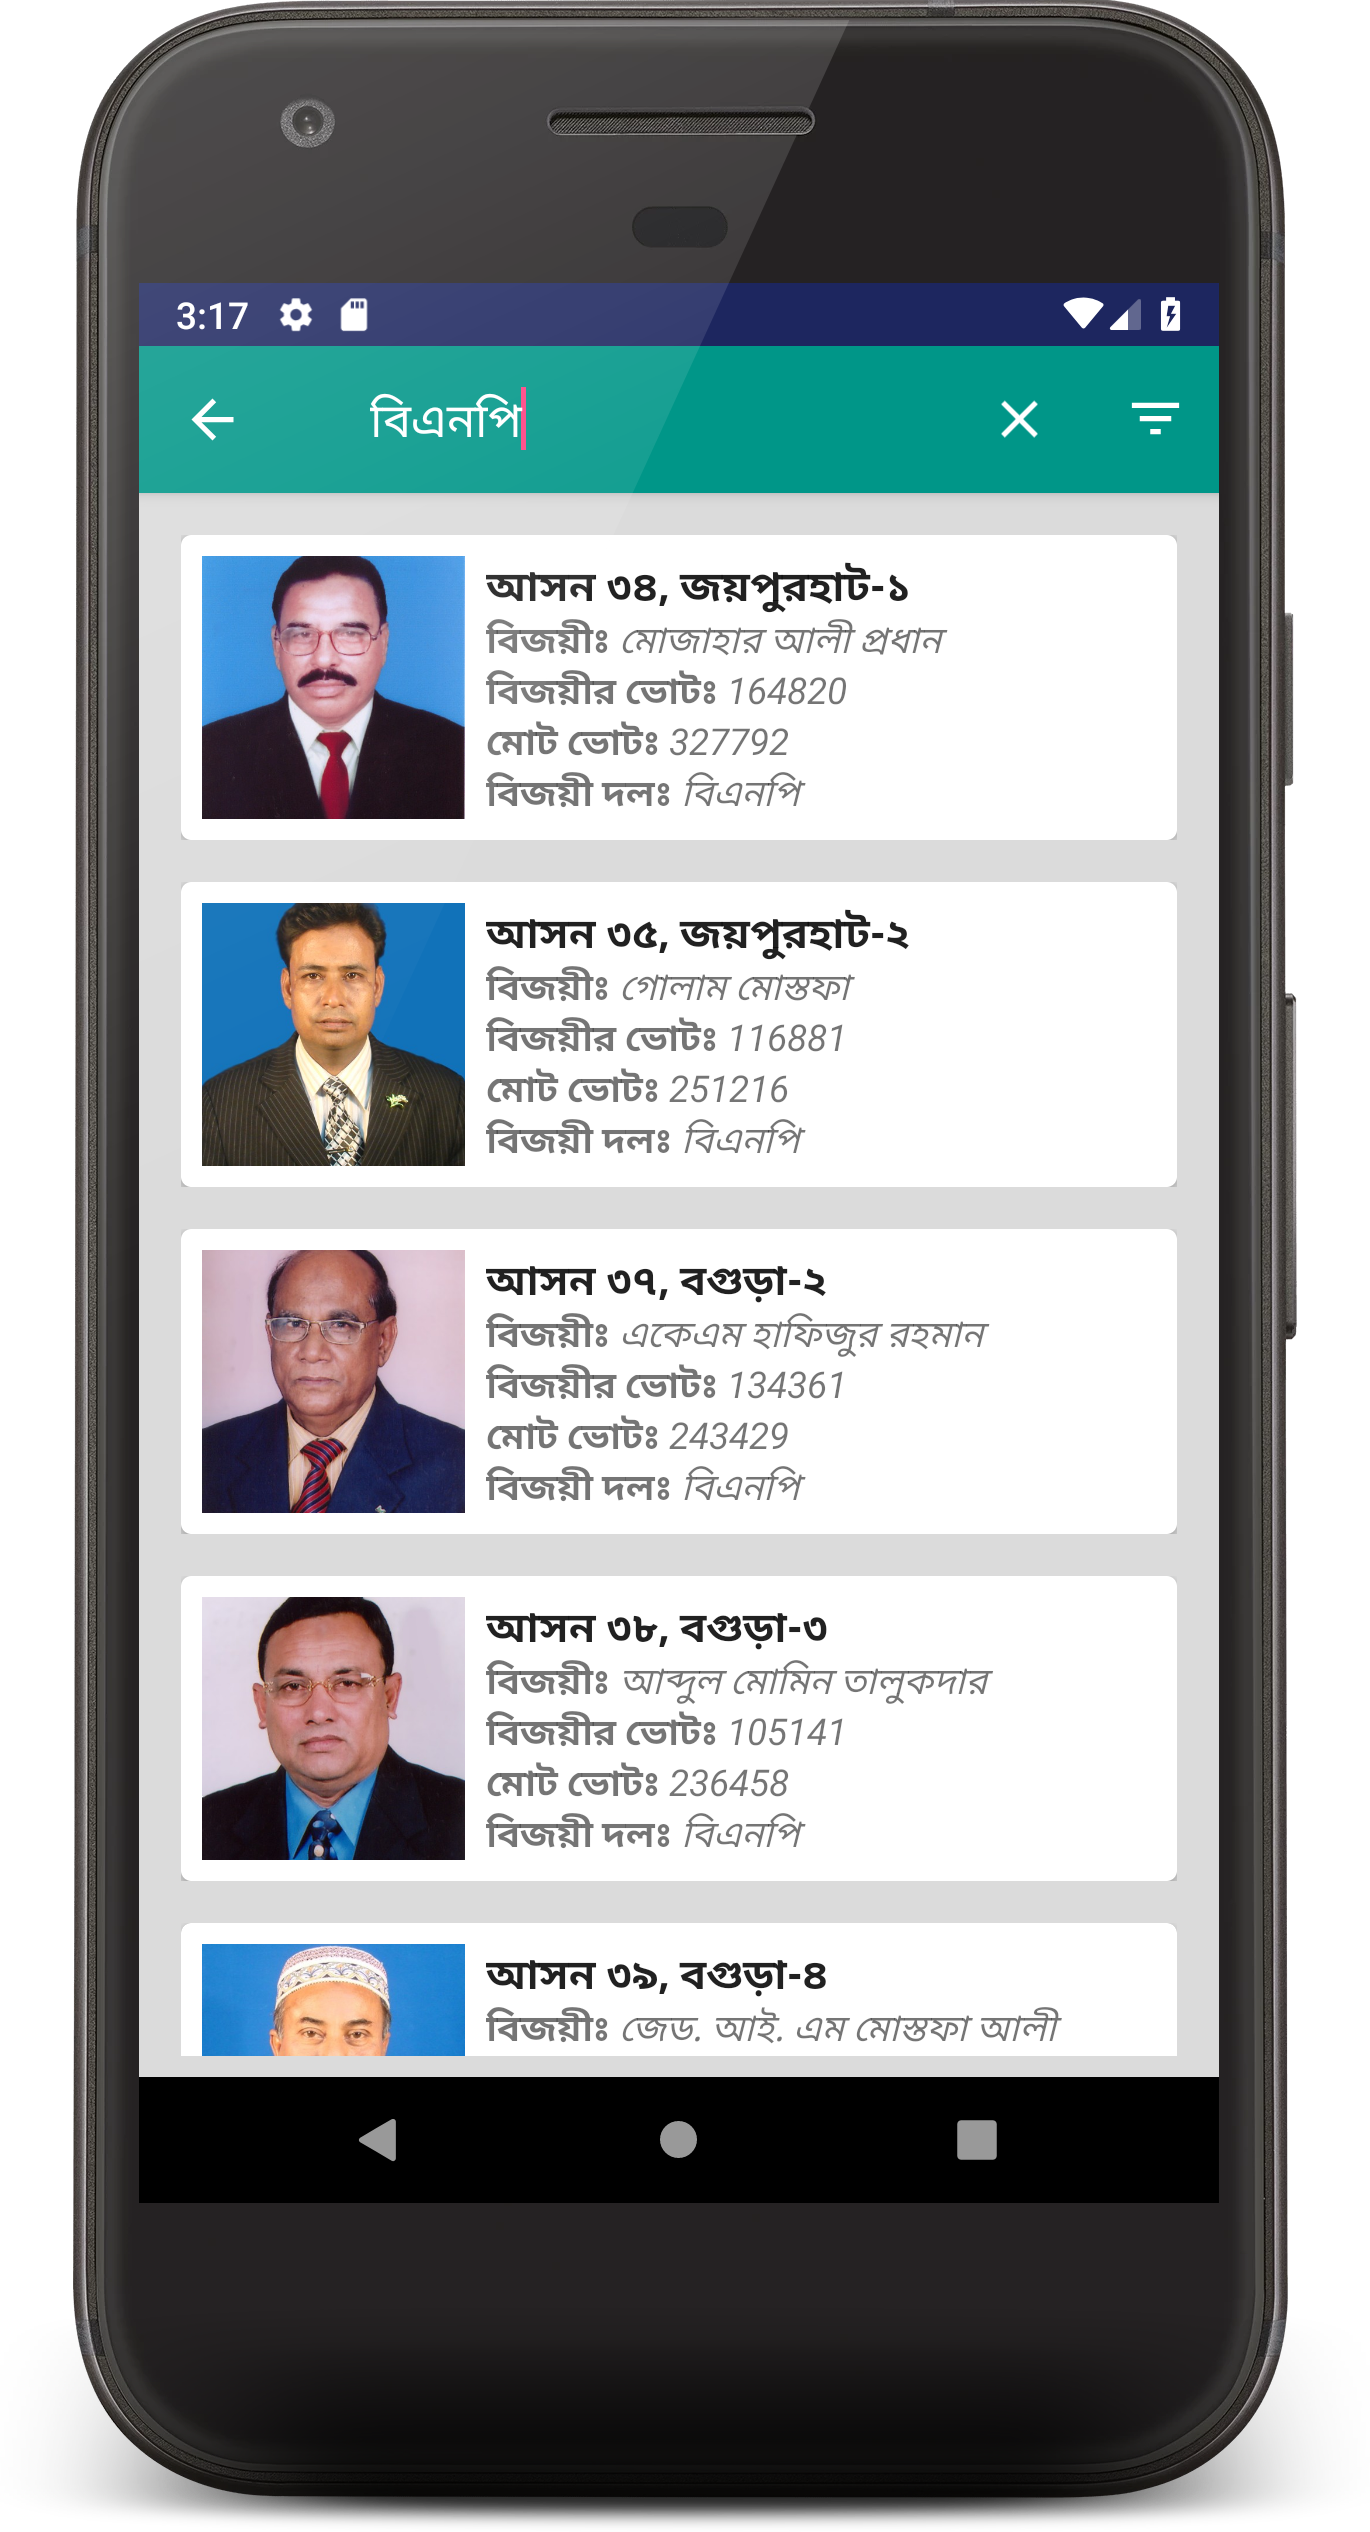 3:17
বিএনপি
আসন ৩৪, জয়পুরহাট-১
বিজয়ীঃ মোজাহার আলী প্রধান
বিজয়ীর ভোটঃ 164820
মোট ভোটঃ 327792
বিজয়ী দলঃ বিএনপি
আসন ৩৫, জয়পুরহাট-২
বিজয়ীঃ গোলাম মোস্তফা
বিজয়ীর ভোটঃ 116881
মোট ভোটঃ 251216
বিজয়ী দলঃ বিএনপি
আসন ৩৭, বগুড়া-২
বিজয়ীঃ একেএম হাফিজুর রহমান
বিজয়ীর ভোটঃ 134361
মোট ভোটঃ 243429
বিজয়ী দলঃ বিএনপি
আসন ৩৮, বগুড়া-৩
বিজয়ীঃ আব্দুল মোমিন তালুকদার
বিজয়ীর ভোটঃ 105141
মোট ভোটঃ 236458
বিজয়ী দলঃ বিএনপি
আসন ৩৯, বগুড়া-৪
বিজয়ীঃ জেড. আই. এম মোস্তফা আলী